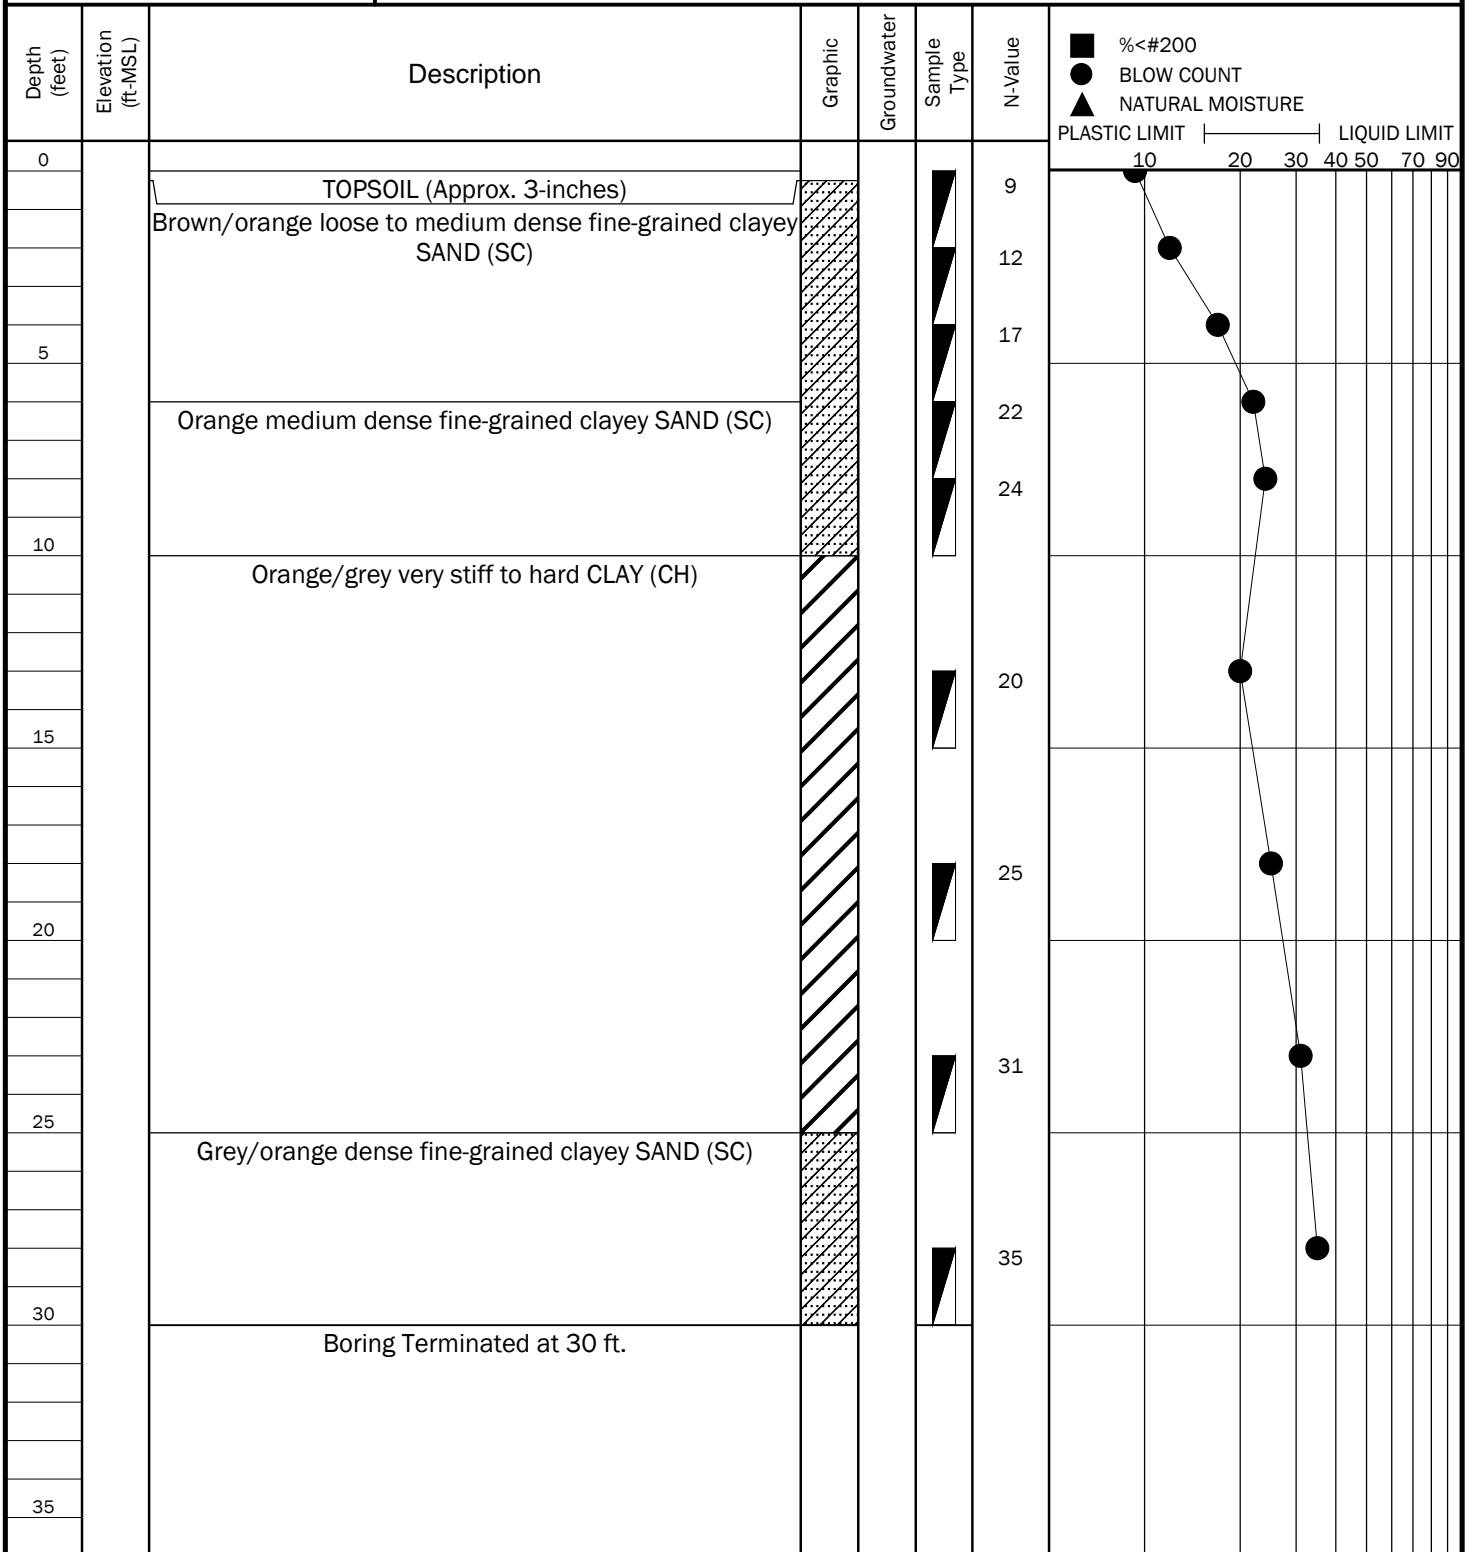 Depth
(feet)
Elevation
(ft-MSL)
Description
Graphic
Groundwater
Sample
Type
N-Value
%<#200
BLOW COUNT
NATURAL MOISTURE
PLASTIC LIMIT
LIQUID LIMIT
10 20 30 40 50 70 90
0
TOPSOIL (Approx. 3-inches)
9
Brown/orange loose to medium dense fine-grained clayey
SAND (SC)
12
17
5
Orange medium dense fine-grained clayey SAND (SC)
22
24
10
Orange/grey very stiff to hard CLAY (CH)
20
15
25
20
31
25
Grey/orange dense fine-grained clayey SAND (SC)
35
30
Boring Terminated at 30 ft.
35